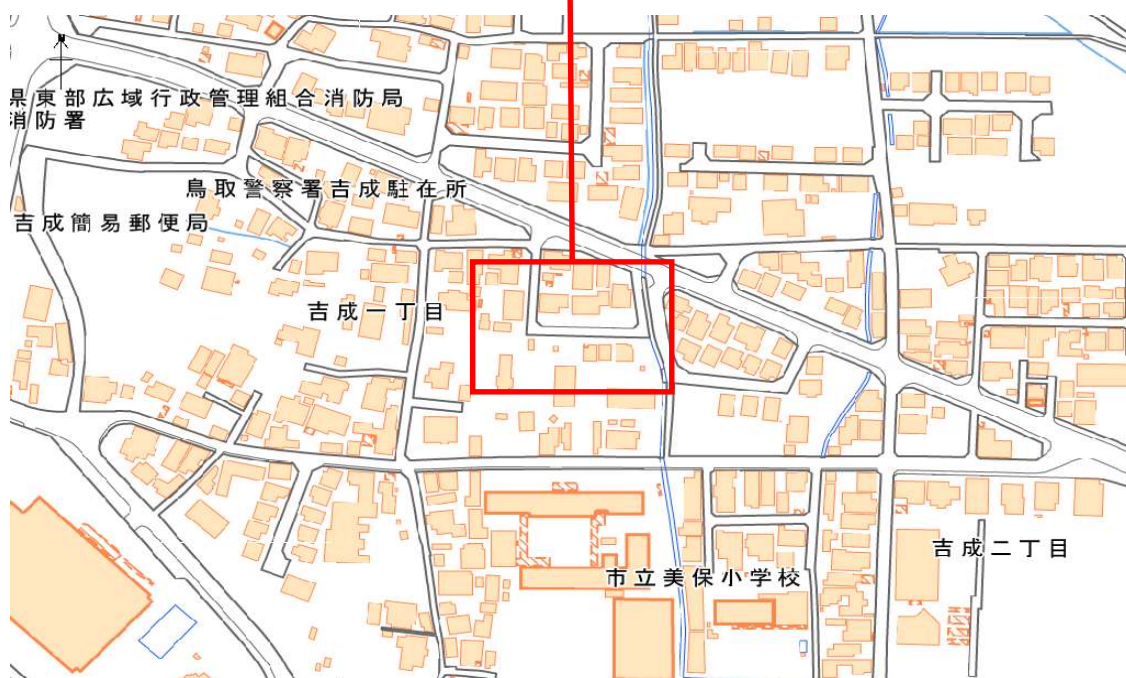 N
県東部広域行政管理組合消防局
消防署
鳥取警察署吉成駐在所
吉成簡易郵便局
吉成一丁目
吉成二丁目
市立美保小学校